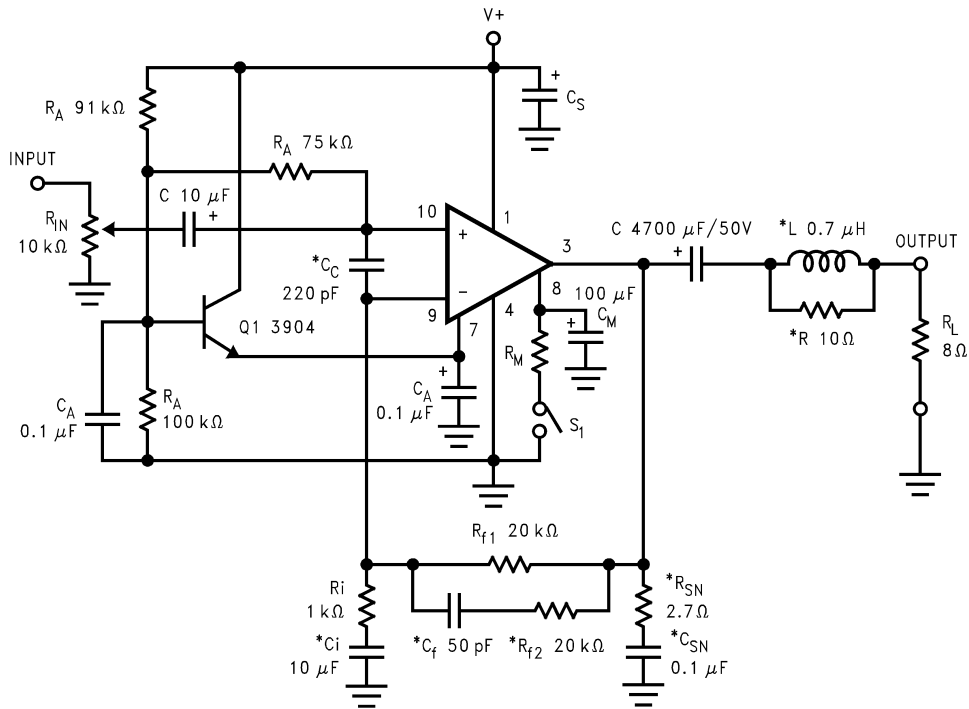 V+
+
C_S
R_A 91 kΩ
R_A 75 kΩ
INPUT
C 10 μF
+
R_IN
10 kΩ
10
+
1
*C_C
220 pF
−
9
3
8
4
7
C 4700 μF/50V
+
*L 0.7 μH
OUTPUT
*R 10Ω
R_L
8Ω
100 μF
+
C_M
R_M
S_1
Q1 3904
+
C_A
0.1 μF
C_A
0.1 μF
R_A
100 kΩ
R_f1 20 kΩ
Ri
1 kΩ
*Ci
10 μF
*C_f 50 pF
*R_f2 20 kΩ
*R_SN
2.7Ω
*C_SN
0.1 μF